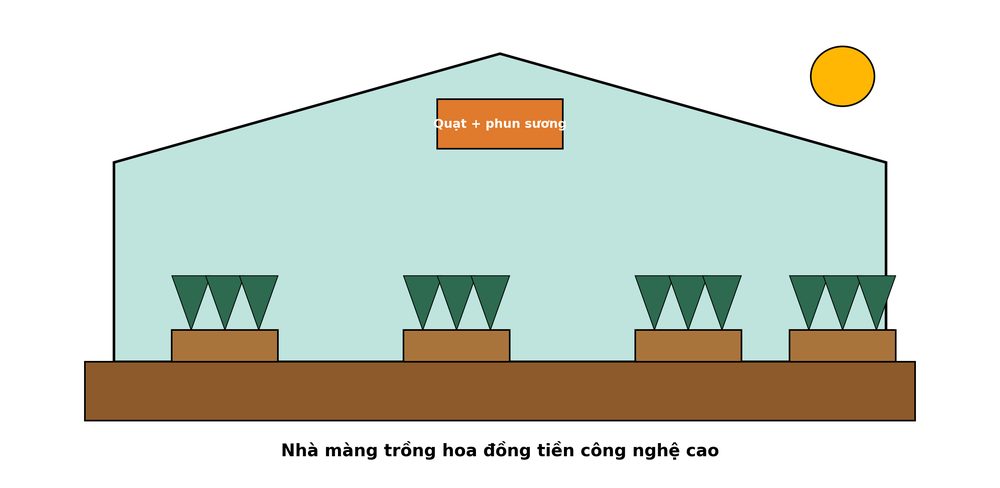 Quạt + phun sương
Nhà màng trồng hoa đồng tiền công nghệ cao